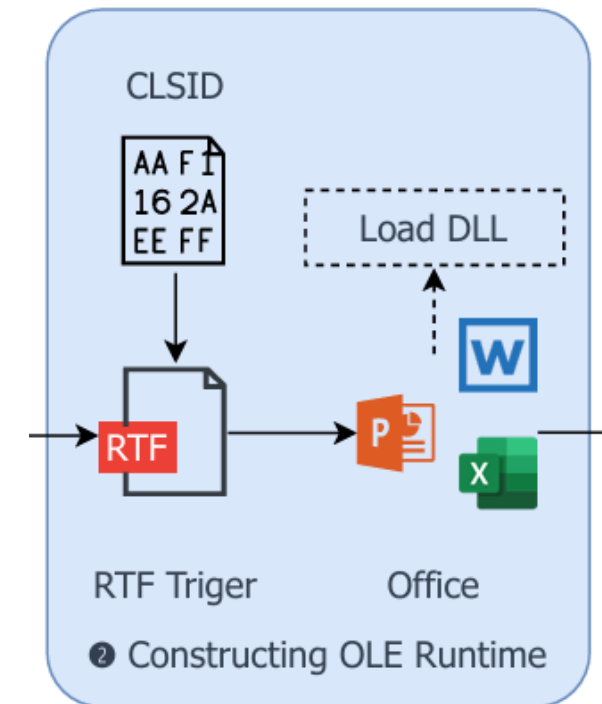 CLSID
AA F1
16 2A
EE FF
Load DLL
W
RTF
P
X
RTF Triger
Office
❷ Constructing OLE Runtime